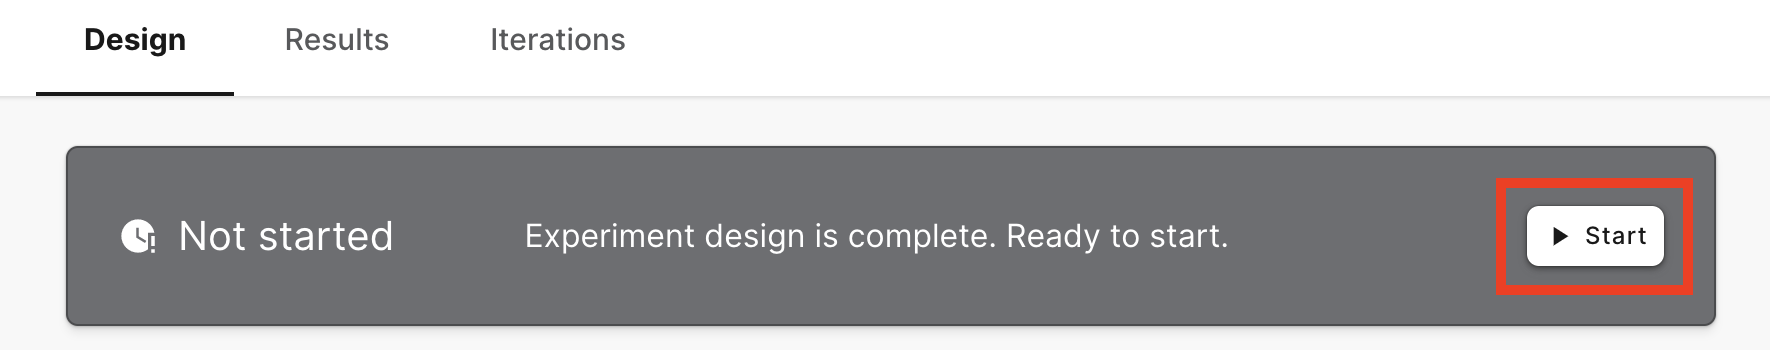 Design Results Iterations
Not started Experiment design is complete. Ready to start. Start